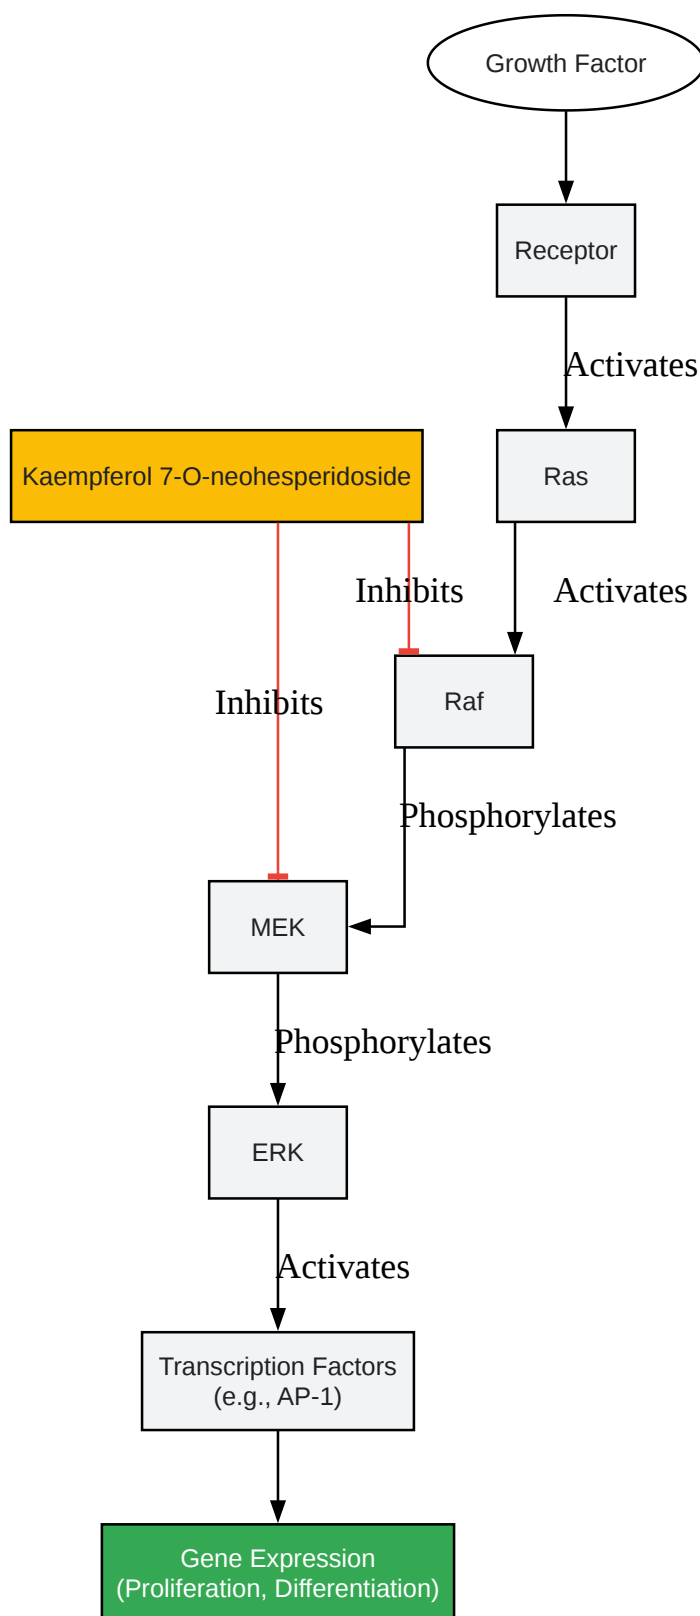 Growth Factor
Receptor
Activates
Kaempferol 7-O-neohesperidoside
Ras
Inhibits
Activates
Raf
Inhibits
Phosphorylates
MEK
Phosphorylates
ERK
Activates
Transcription Factors
(e.g., AP-1)
Gene Expression
(Proliferation, Differentiation)